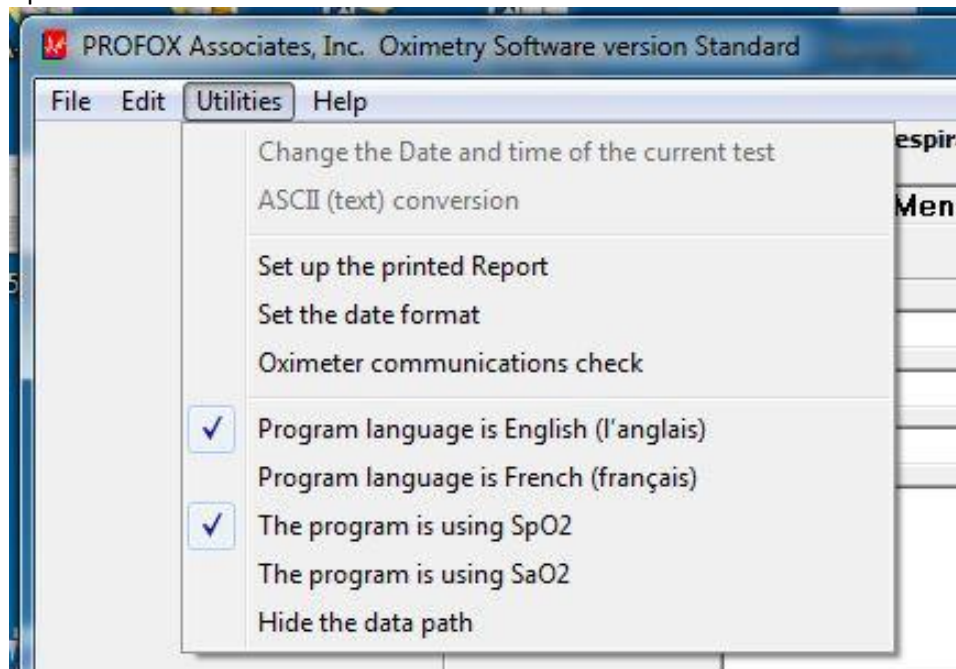 PROFOX Associates, Inc. Oximetry Software version Standard
File Edit Utilities Help
Change the Date and time of the current test
ASCII (text) conversion
Set up the printed Report
Set the date format
Oximeter communications check
Program language is English (l'anglais)
Program language is French (français)
The program is using SpO2
The program is using SaO2
Hide the data path
espir
Men
5